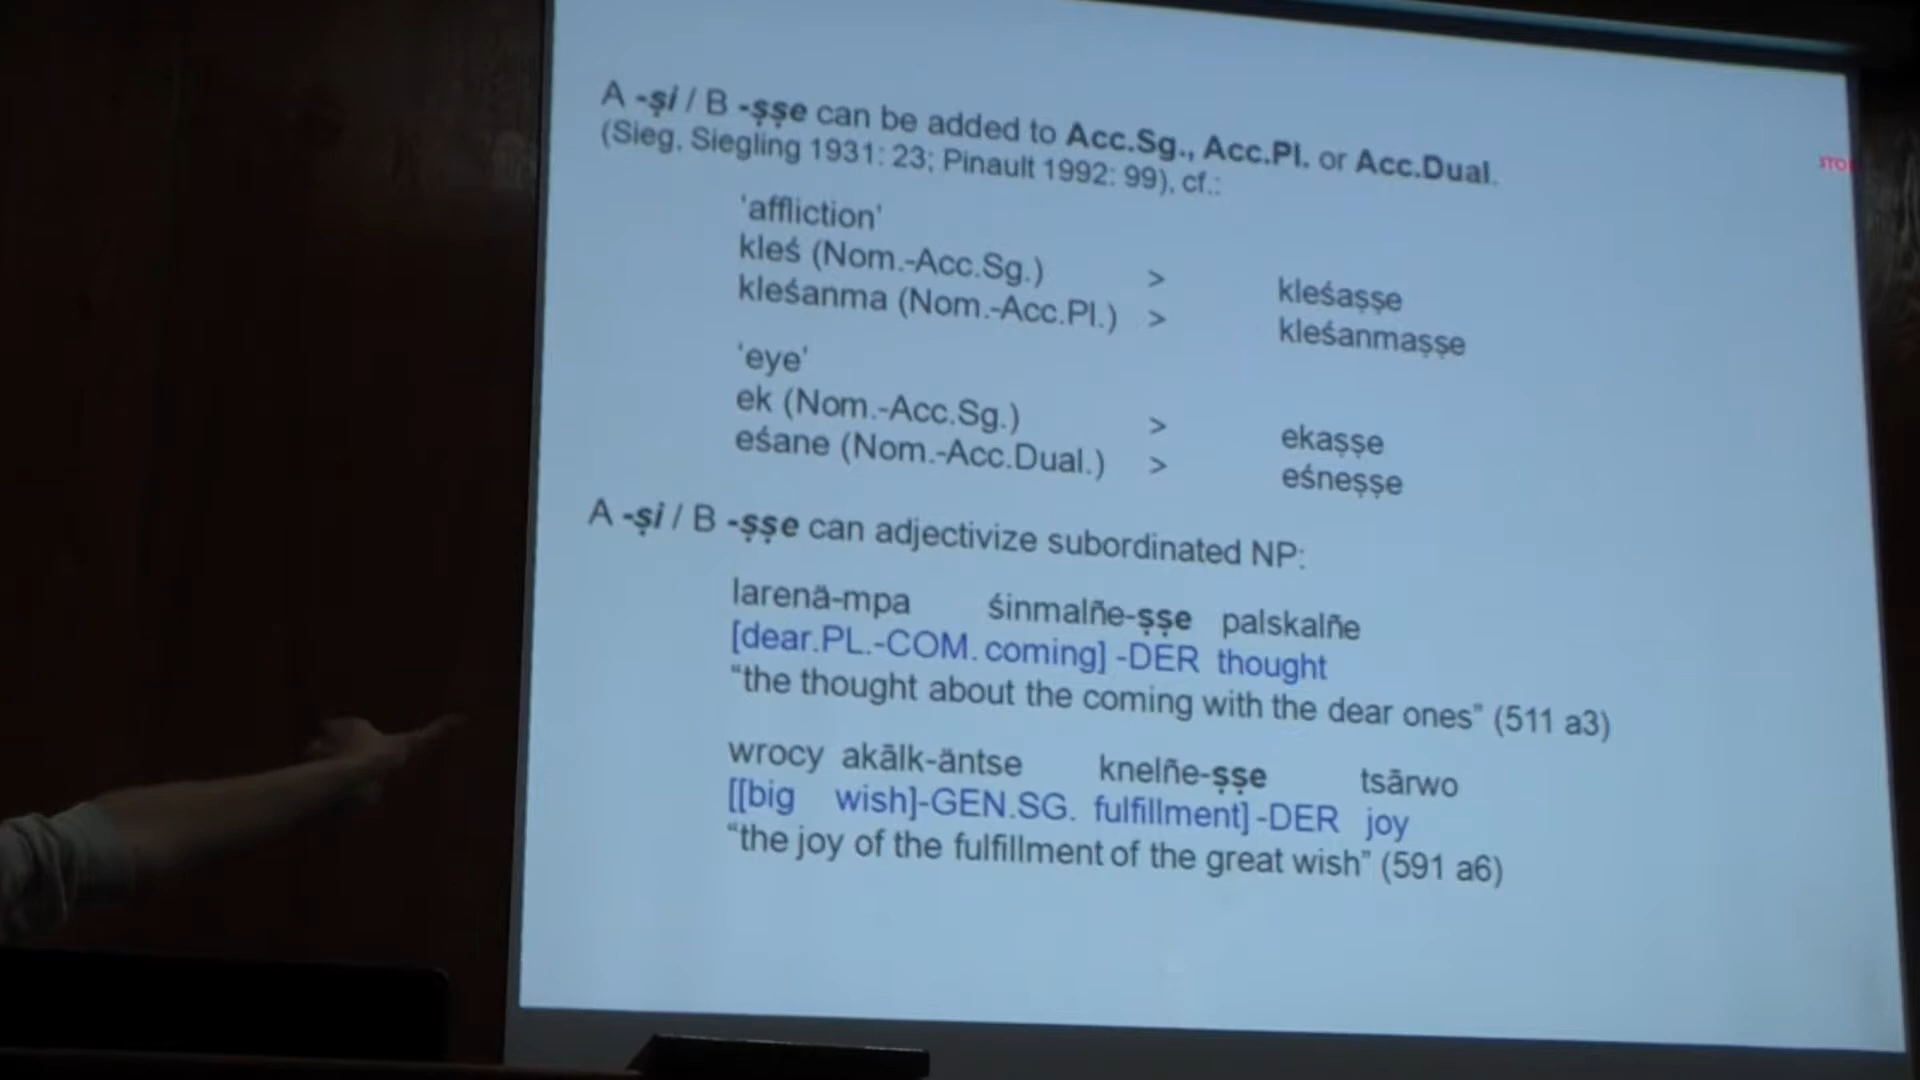 A -ṣi / B -ṣṣe can be added to Acc.Sg., Acc.Pl. or Acc.Dual.
(Sieg, Siegling 1931: 23; Pinault 1992: 99), cf.:
'affliction'
kleś (Nom.-Acc.Sg.) > kleśaṣṣe
kleśanma (Nom.-Acc.Pl.) > kleśanmaṣṣe
'eye'
ek (Nom.-Acc.Sg.) > ekaṣṣe
eśane (Nom.-Acc.Dual.) > eśneṣṣe
A -ṣi / B -ṣṣe can adjectivize subordinated NP:
larenä-mpa śinmalñe-ṣṣe palskalñe
[dear.PL.-COM. coming] -DER thought
“the thought about the coming with the dear ones” (511 a3)
wrocy akālk-äntse knelñe-ṣṣe tsārwo
[[big wish]-GEN.SG. fulfillment] -DER joy
“the joy of the fulfillment of the great wish” (591 a6)